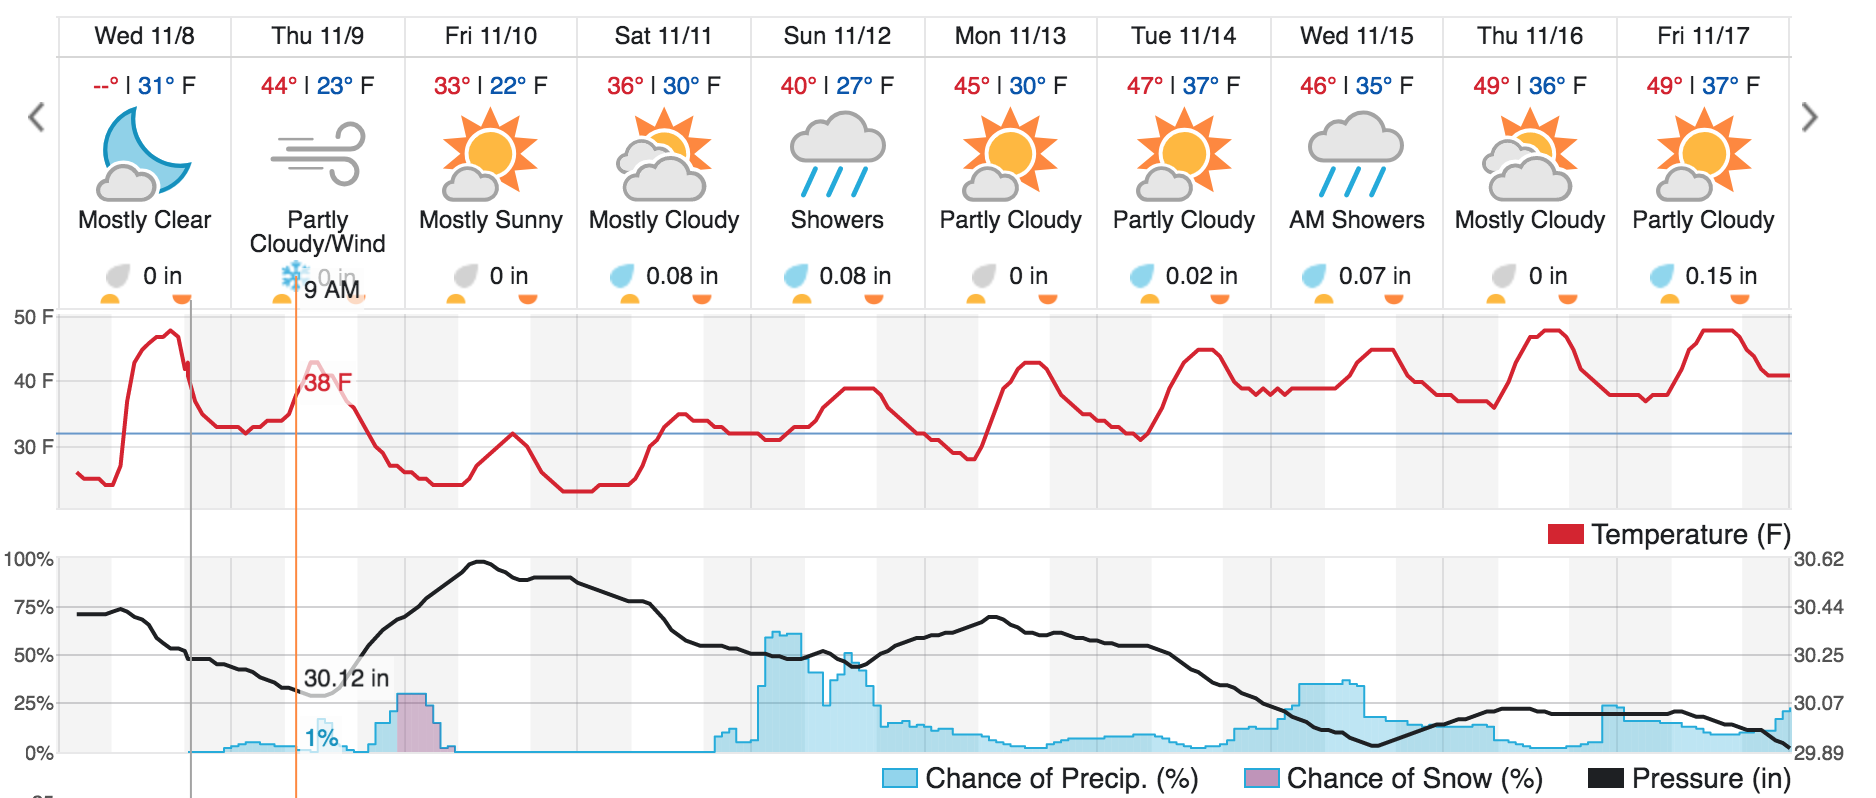 Wed 11/8 Thu 11/9 Fri 11/10 Sat 11/11 Sun 11/12 Mon 11/13 Tue 11/14 Wed 11/15 Thu 11/16 Fri 11/17
--° | 31° F 44° | 23° F 33° | 22° F 36° | 30° F 40° | 27° F 45° | 30° F 47° | 37° F 46° | 35° F 49° | 36° F 49° | 37° F
Mostly Clear Partly Mostly Sunny Mostly Cloudy Showers Partly Cloudy Partly Cloudy AM Showers Mostly Cloudy Partly Cloudy
Cloudy/Wind
0 in 0 in 0 in 0.08 in 0.08 in 0 in 0.02 in 0.07 in 0 in 0.15 in
9 AM
50 F
40 F
38 F
30 F
Temperature (F)
100% 30.62
75% 30.44
50% 30.25
30.12 in
25% 30.07
1%
0% 29.89
Chance of Precip. (%) Chance of Snow (%) Pressure (in)